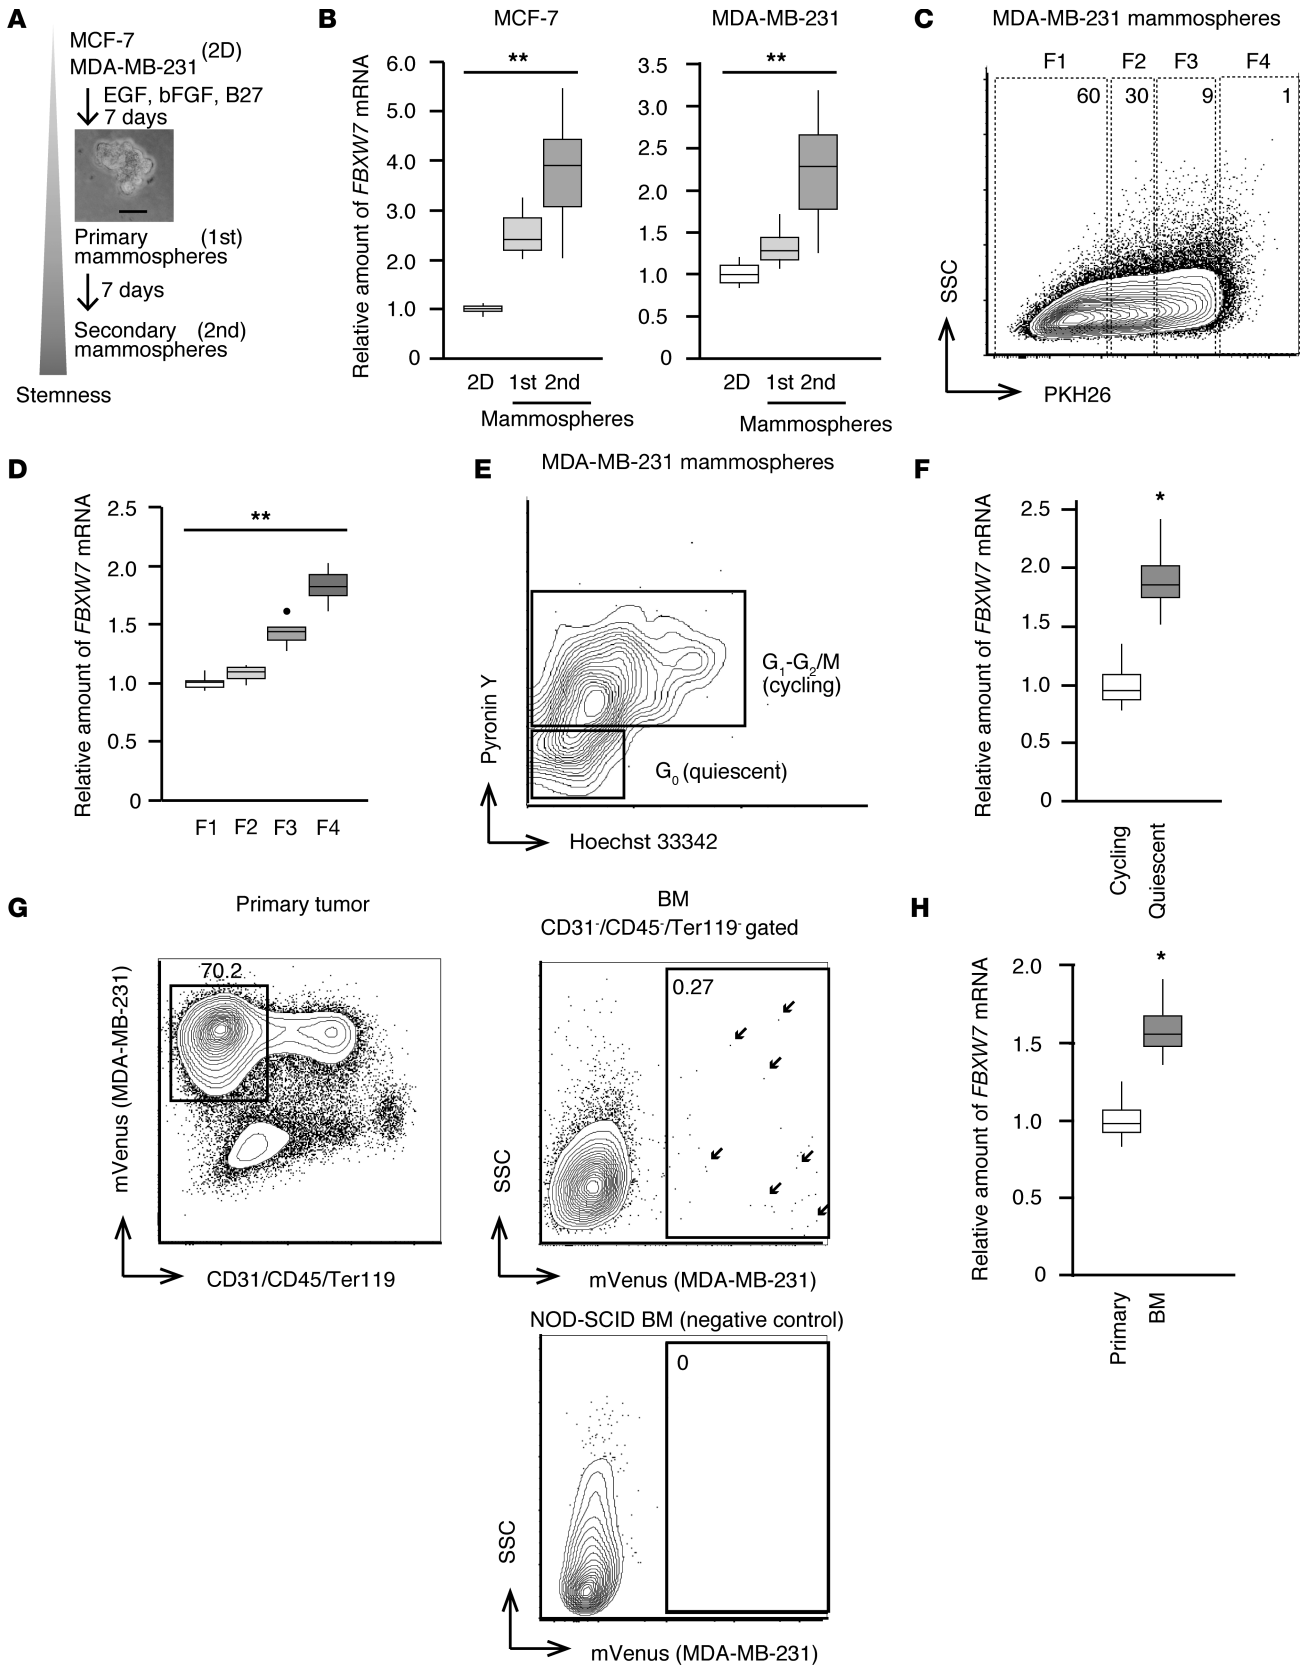 A
MCF-7
MDA-MB-231
(2D)
EGF, bFGF, B27
7 days
Primary (1st)
mammospheres
7 days
Secondary (2nd)
mammospheres
Stemness
B
MCF-7
**
Relative amount of FBXW7 mRNA
6.0
5.0
4.0
3.0
2.0
1.0
0
2D 1st 2nd
Mammospheres
MDA-MB-231
**
3.5
3.0
2.5
2.0
1.5
1.0
0.5
0
2D 1st 2nd
Mammospheres
C
MDA-MB-231 mammospheres
F1 F2 F3 F4
60 30 9 1
SSC
PKH26
D
**
Relative amount of FBXW7 mRNA
2.5
2.0
1.5
1.0
0.5
0
F1 F2 F3 F4
E
MDA-MB-231 mammospheres
G1-G2/M
(cycling)
G0 (quiescent)
Pyronin Y
Hoechst 33342
F
*
Relative amount of FBXW7 mRNA
2.5
2.0
1.5
1.0
0.5
0
Cycling
Quiescent
G
Primary tumor
70.2
mVenus (MDA-MB-231)
CD31/CD45/Ter119
BM
CD31-/CD45-/Ter119- gated
0.27
SSC
mVenus (MDA-MB-231)
NOD-SCID BM (negative control)
0
SSC
mVenus (MDA-MB-231)
H
*
Relative amount of FBXW7 mRNA
2.0
1.5
1.0
0.5
0
Primary
BM